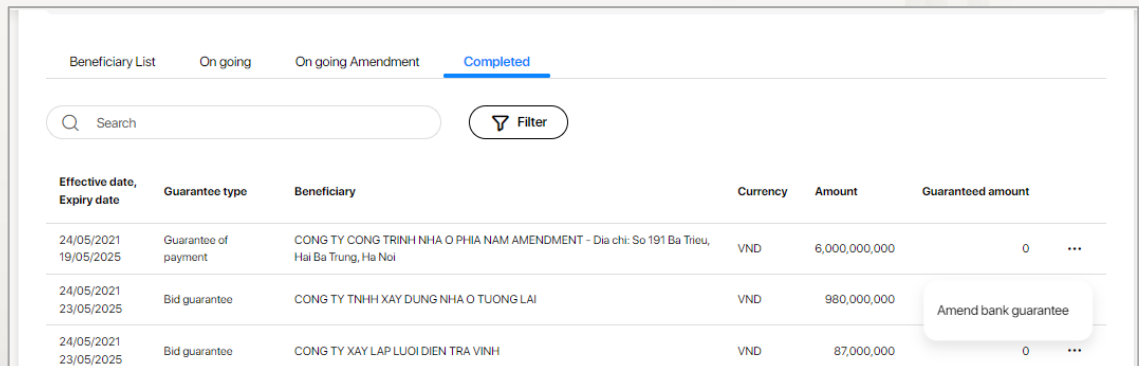 Beneficiary List On going On going Amendment Completed
Search Filter
Effective date, Expiry date Guarantee type Beneficiary Currency Amount Guaranteed amount
24/05/2021 Guarantee of CONG TY CONG TRINH NHA O PHIA NAM AMENDMENT - Dia chi: So 191 Ba Trieu, VND 6,000,000,000 0 ...
19/05/2025 payment Hai Ba Trung, Ha Noi
24/05/2021
23/05/2025 Bid guarantee CONG TY TNHH XAY DUNG NHA O TUONG LAI VND 980,000,000
Amend bank guarantee
24/05/2021
23/05/2025 Bid guarantee CONG TY XAY LAP LUOI DIEN TRA VINH VND 87,000,000 0 ...